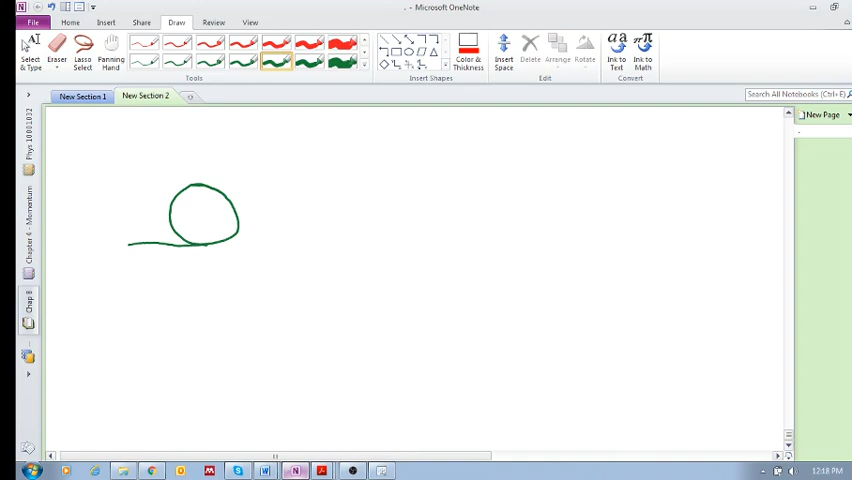 . - Microsoft OneNote
File
Home
Insert
Share
Draw
Review
View
Select & Type
Eraser
Lasso Select
Panning Hand
Tools
Insert Shapes
Color & Thickness
Insert Space
Delete
Arrange
Rotate
Edit
Ink to Text
Ink to Math
Convert
New Section 1
New Section 2
Search All Notebooks (Ctrl+E)
New Page
Chapter 4 - Momentum
Chap 8
12:18 PM